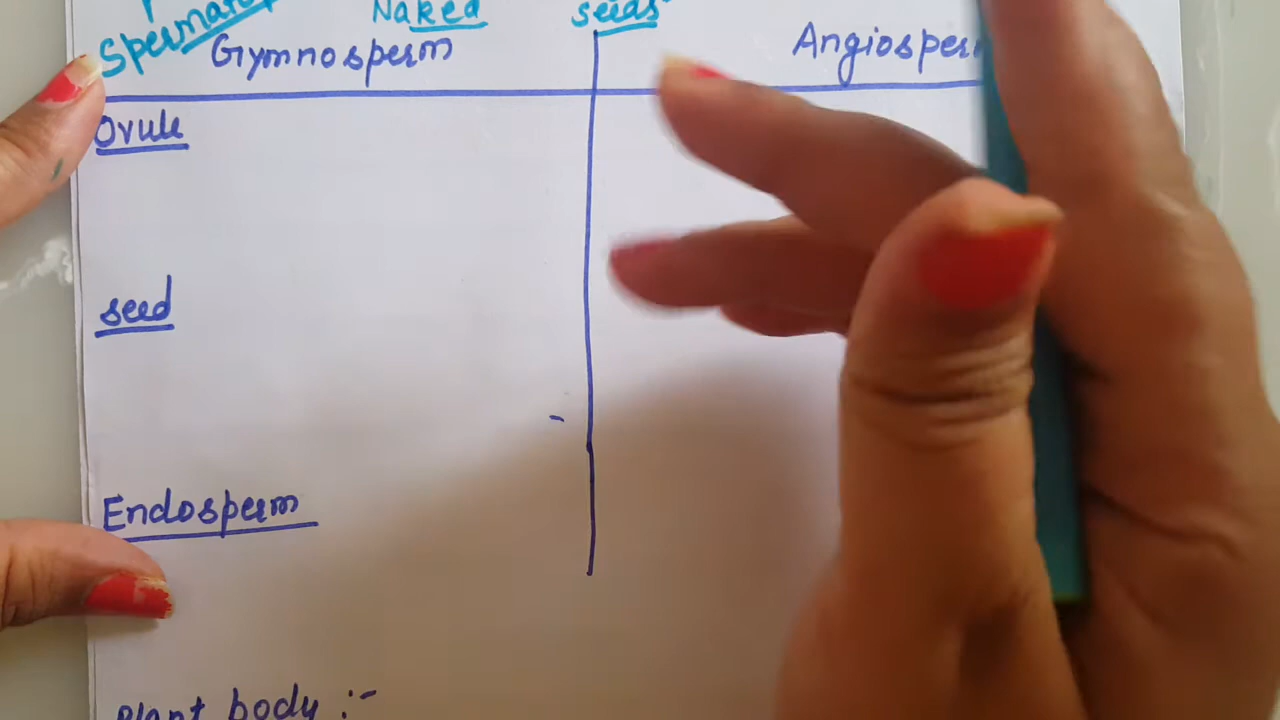 Naked seeds
Gymnosperm
Ovule
seed
Endosperm
Plant body :-